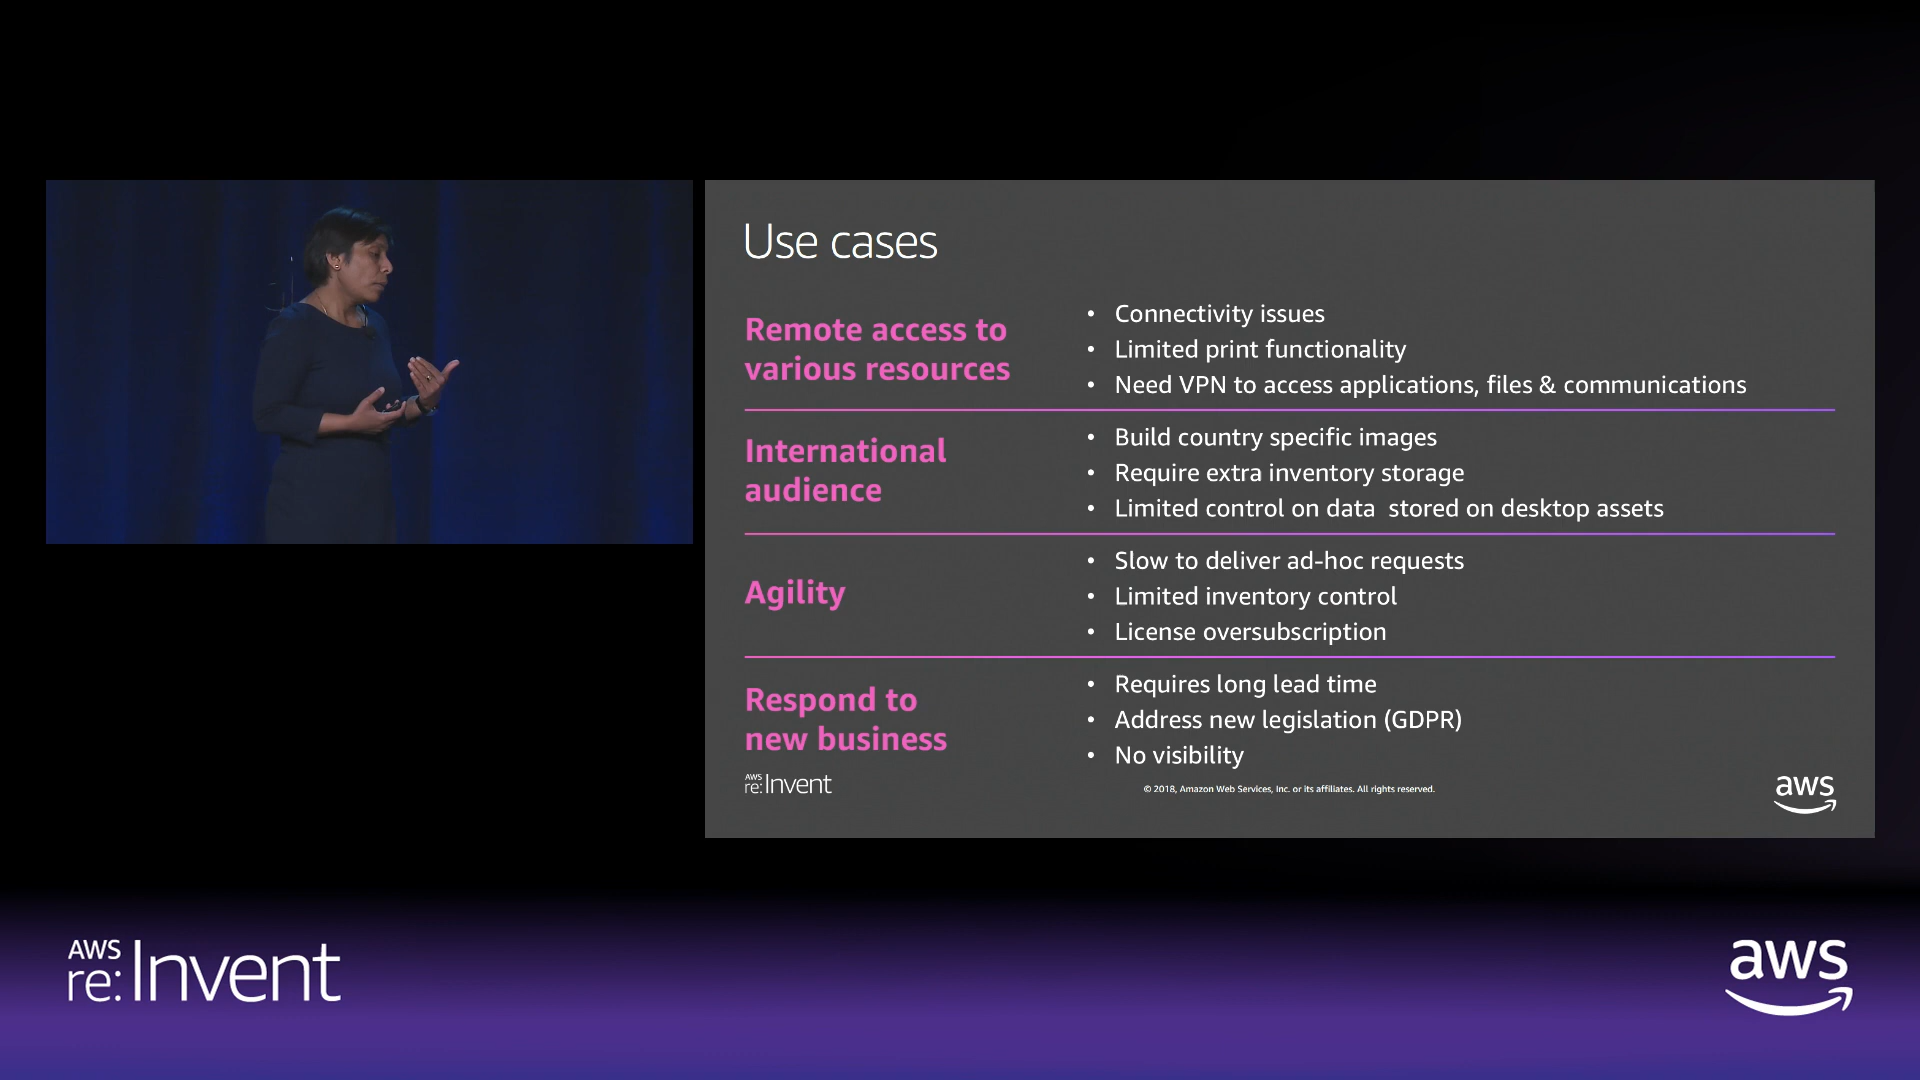 Use cases
Remote access to
various resources
• Connectivity issues
• Limited print functionality
• Need VPN to access applications, files & communications
International
audience
• Build country specific images
• Require extra inventory storage
• Limited control on data  stored on desktop assets
Agility
• Slow to deliver ad-hoc requests
• Limited inventory control
• License oversubscription
Respond to
new business
• Requires long lead time
• Address new legislation (GDPR)
• No visibility
AWS
re:Invent
© 2018, Amazon Web Services, Inc. or its affiliates. All rights reserved.
aws
AWS
re:Invent
aws